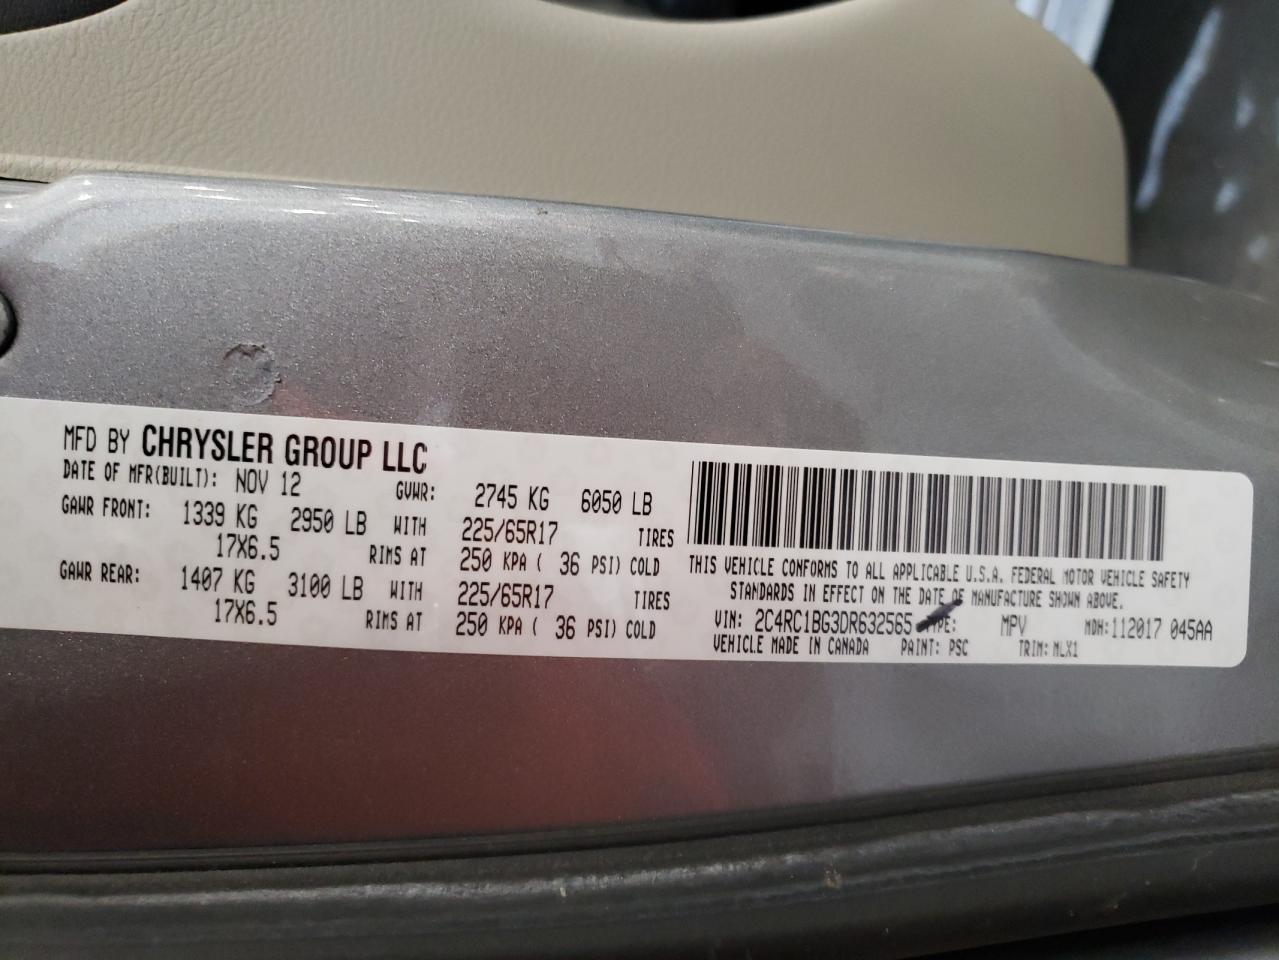 MFD BY CHRYSLER GROUP LLC
DATE OF MFR(BUILT): NOV 12 GVWR: 2745 KG 6050 LB
GAWR FRONT: 1339 KG 2950 LB WITH 225/65R17 TIRES
17X6.5 RIMS AT 250 KPA ( 36 PSI) COLD
GAWR REAR: 1407 KG 3100 LB WITH 225/65R17 TIRES
17X6.5 RIMS AT 250 KPA ( 36 PSI) COLD
THIS VEHICLE CONFORMS TO ALL APPLICABLE U.S.A. FEDERAL MOTOR VEHICLE SAFETY
STANDARDS IN EFFECT ON THE DATE OF MANUFACTURE SHOWN ABOVE.
VIN: 2C4RC1BG3DR632565 TYPE: MPV MDH:112017 045AA
VEHICLE MADE IN CANADA PAINT: PSC TRIM: MLX1